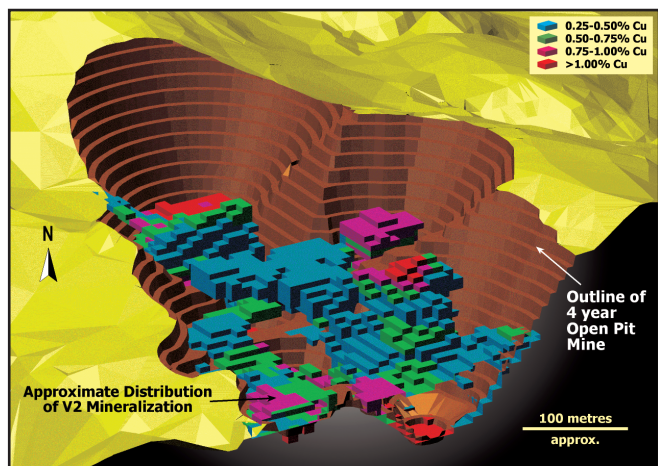 0.25-0.50% Cu
0.50-0.75% Cu
0.75-1.00% Cu
>1.00% Cu
N
Outline of
4 year
Open Pit
Mine
Approximate Distribution
of V2 Mineralization
100 metres
approx.